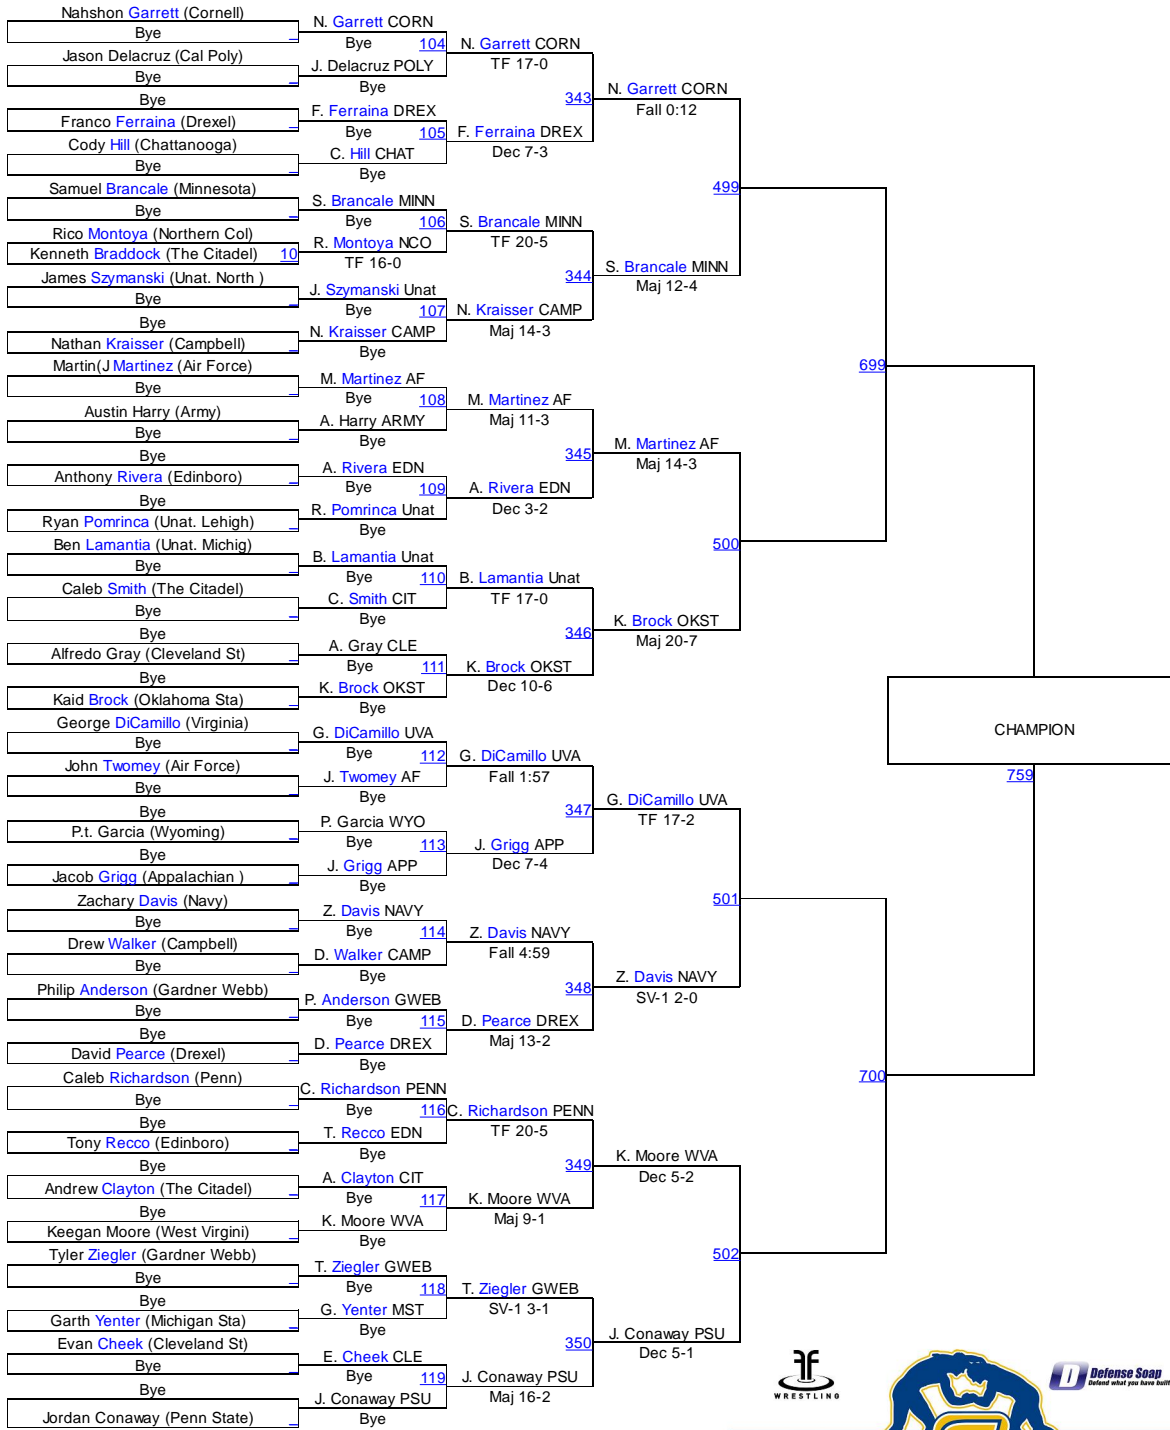 Nahshon Garrett (Cornell)
Bye
Jason Delacruz (Cal Poly)
Bye
Bye
Franco Ferraina (Drexel)
Cody Hill (Chattanooga)
Bye
Samuel Brancale (Minnesota)
Bye
Rico Montoya (Northern Col)
Kenneth Braddock (The Citadel) 10
James Szymanski (Unat. North )
Bye
Bye
Nathan Kraisser (Campbell)
Martin(J Martinez (Air Force)
Bye
Austin Harry (Army)
Bye
Bye
Anthony Rivera (Edinboro)
Bye
Ryan Pomrinca (Unat. Lehigh)
Ben Lamantia (Unat. Michig)
Bye
Caleb Smith (The Citadel)
Bye
Bye
Alfredo Gray (Cleveland St)
Bye
Kaid Brock (Oklahoma Sta)
George DiCamillo (Virginia)
Bye
John Twomey (Air Force)
Bye
Bye
P.t. Garcia (Wyoming)
Bye
Jacob Grigg (Appalachian )
Zachary Davis (Navy)
Bye
Drew Walker (Campbell)
Bye
Philip Anderson (Gardner Webb)
Bye
Bye
David Pearce (Drexel)
Caleb Richardson (Penn)
Bye
Bye
Tony Recco (Edinboro)
Bye
Andrew Clayton (The Citadel)
Bye
Keegan Moore (West Virgini)
Tyler Ziegler (Gardner Webb)
Bye
Bye
Garth Yenter (Michigan Sta)
Evan Cheek (Cleveland St)
Bye
Bye
Jordan Conaway (Penn State)
N. Garrett CORN
Bye 104
J. Delacruz POLY
Bye
F. Ferraina DREX
Bye 105
C. Hill CHAT
Bye
S. Brancale MINN
Bye 106
R. Montoya NCO
TF 16-0
J. Szymanski Unat
Bye 107
N. Kraisser CAMP
Bye
M. Martinez AF
Bye 108
A. Harry ARMY
Bye
A. Rivera EDN
Bye 109
R. Pomrinca Unat
Bye
B. Lamantia Unat
Bye 110
C. Smith CIT
Bye
A. Gray CLE
Bye 111
K. Brock OKST
Bye
G. DiCamillo UVA
Bye 112
J. Twomey AF
Bye
P. Garcia WYO
Bye 113
J. Grigg APP
Bye
Z. Davis NAVY
Bye 114
D. Walker CAMP
Bye
P. Anderson GWEB
Bye 115
D. Pearce DREX
Bye
C. Richardson PENN
Bye 116
T. Recco EDN
Bye
A. Clayton CIT
Bye 117
K. Moore WVA
Bye
T. Ziegler GWEB
Bye 118
G. Yenter MST
Bye
E. Cheek CLE
Bye 119
J. Conaway PSU
Bye
N. Garrett CORN
TF 17-0
343
F. Ferraina DREX
Dec 7-3
S. Brancale MINN
TF 20-5
344
N. Kraisser CAMP
Maj 14-3
M. Martinez AF
Maj 11-3
345
A. Rivera EDN
Dec 3-2
B. Lamantia Unat
TF 17-0
346
K. Brock OKST
Dec 10-6
G. DiCamillo UVA
Fall 1:57
347
J. Grigg APP
Dec 7-4
Z. Davis NAVY
Fall 4:59
348
D. Pearce DREX
Maj 13-2
C. Richardson PENN
TF 20-5
349
K. Moore WVA
Maj 9-1
T. Ziegler GWEB
SV-1 3-1
350
J. Conaway PSU
Maj 16-2
N. Garrett CORN
Fall 0:12
499
S. Brancale MINN
Maj 12-4
M. Martinez AF
Maj 14-3
500
K. Brock OKST
Maj 20-7
G. DiCamillo UVA
TF 17-2
501
Z. Davis NAVY
SV-1 2-0
K. Moore WVA
Dec 5-2
502
J. Conaway PSU
Dec 5-1
699
700
CHAMPION
759
WRESTLING
D Defense Soap
Defend what you have built